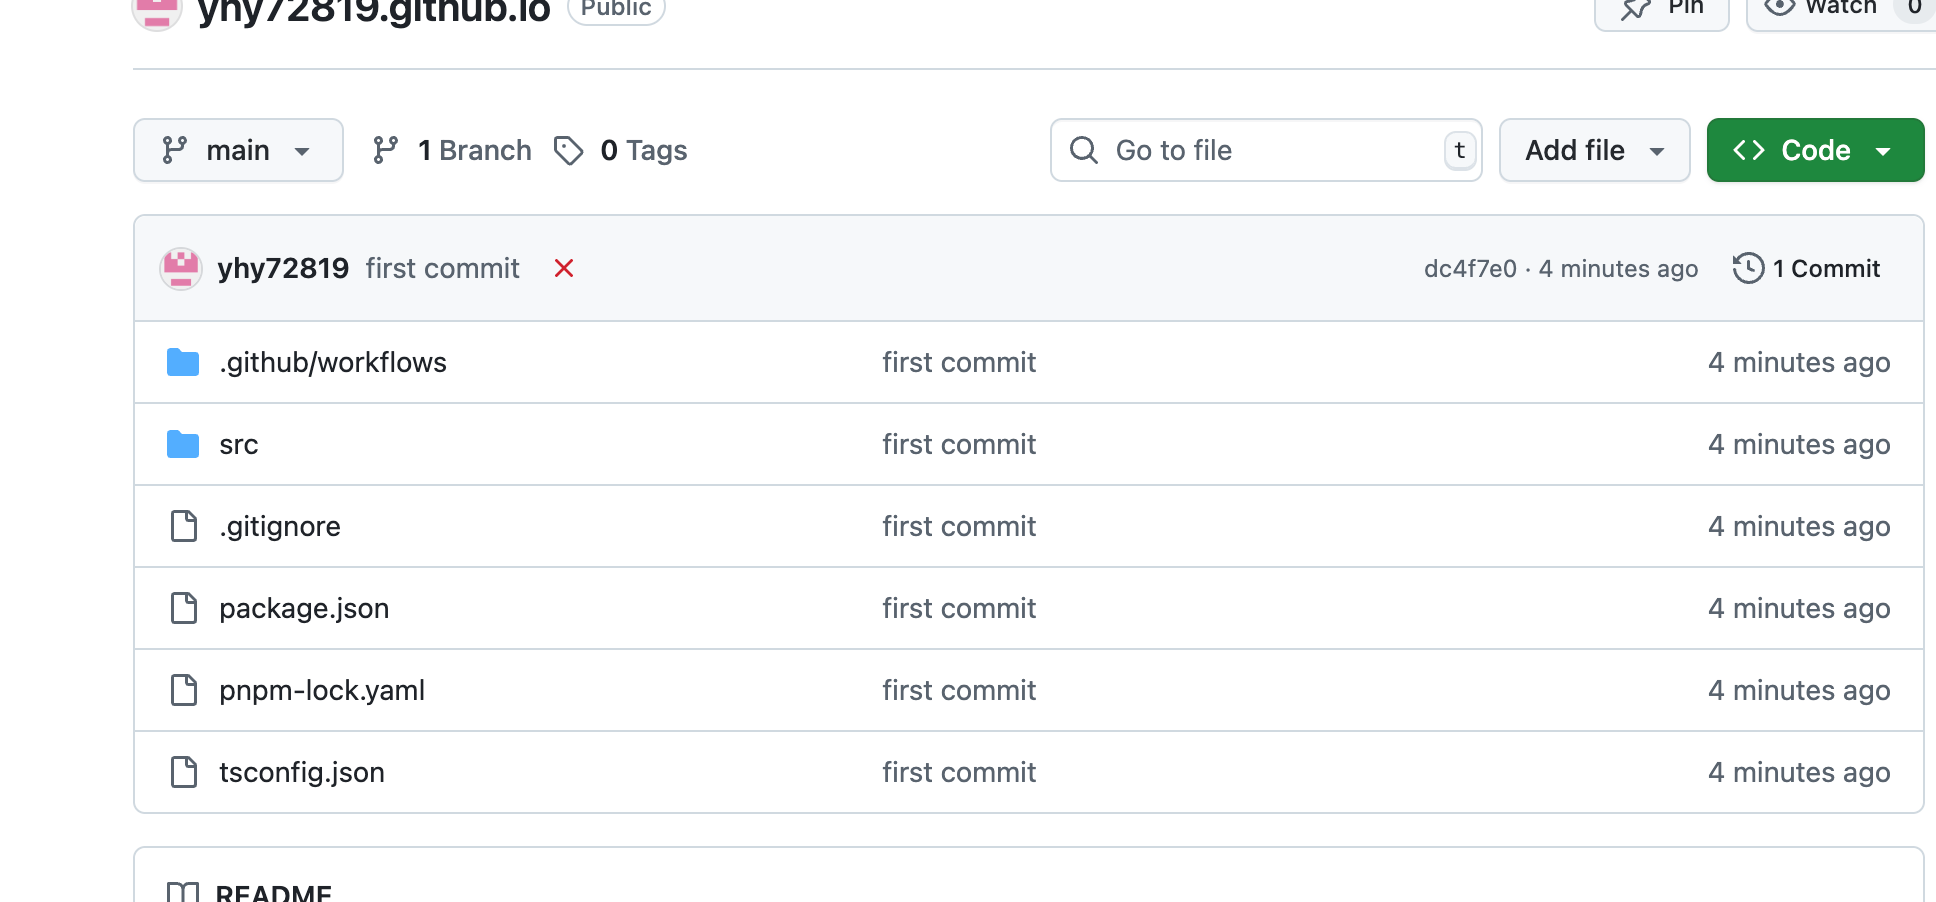 yhy72819.github.io Public Pin Watch 0
main 1 Branch 0 Tags Go to file t Add file Code
yhy72819 first commit dc4f7e0 · 4 minutes ago 1 Commit
.github/workflows first commit 4 minutes ago
src first commit 4 minutes ago
.gitignore first commit 4 minutes ago
package.json first commit 4 minutes ago
pnpm-lock.yaml first commit 4 minutes ago
tsconfig.json first commit 4 minutes ago
README